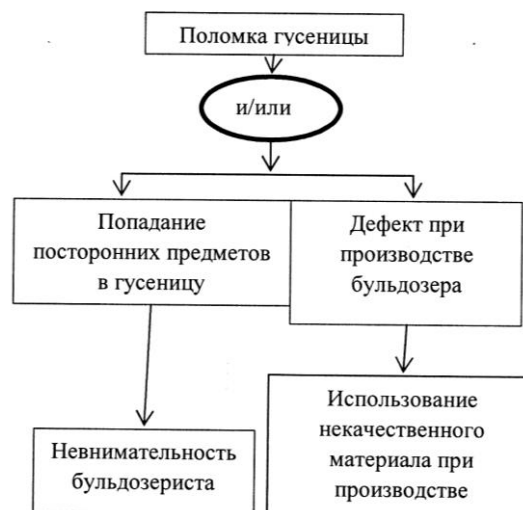 Поломка гусеницы
и/или
Попадание
посторонних предметов
в гусеницу
Дефект при
производстве
бульдозера
Невнимательность
бульдозериста
Использование
некачественного
материала при
производстве